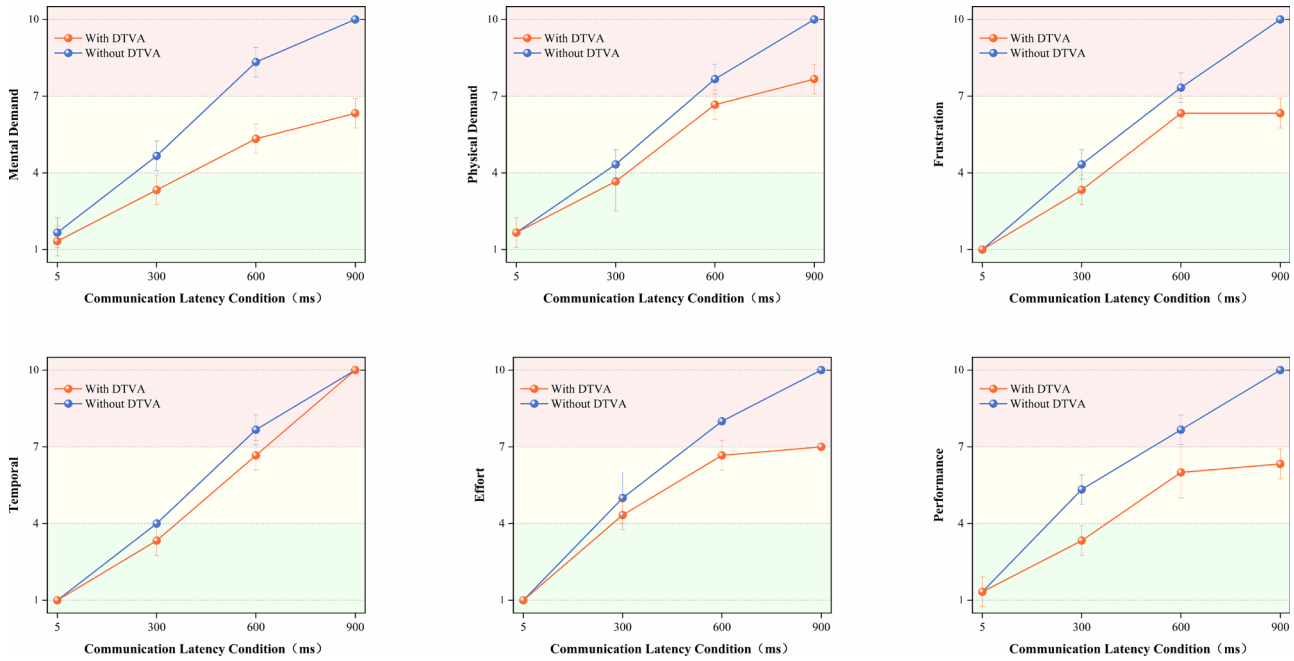 10
7
4
1
Mental Demand
With DTVA
Without DTVA
5 300 600 900
Communication Latency Condition（ms）
10
7
4
1
Physical Demand
With DTVA
Without DTVA
5 300 600 900
Communication Latency Condition（ms）
10
7
4
1
Frustration
With DTVA
Without DTVA
5 300 600 900
Communication Latency Condition（ms）
10
7
4
1
Temporal
With DTVA
Without DTVA
5 300 600 900
Communication Latency Condition（ms）
10
7
4
1
Effort
With DTVA
Without DTVA
5 300 600 900
Communication Latency Condition（ms）
10
7
4
1
Performance
With DTVA
Without DTVA
5 300 600 900
Communication Latency Condition（ms）